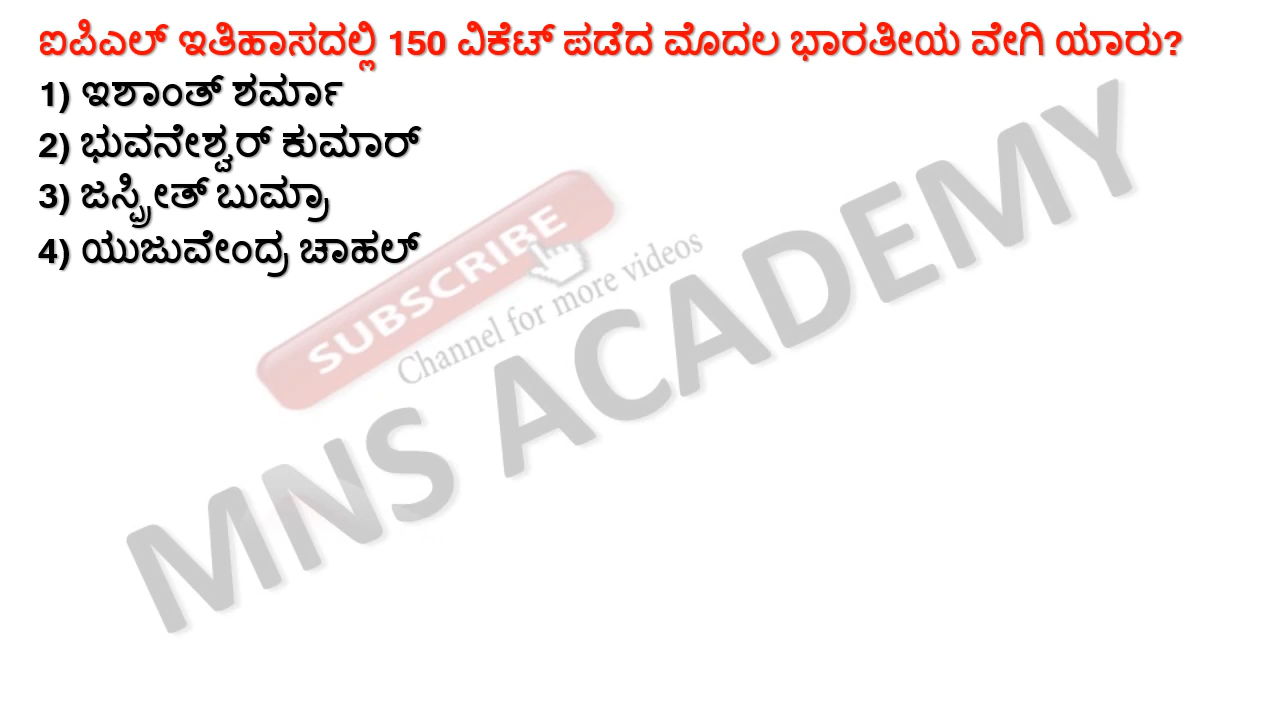 ಐಪಿಎಲ್ ಇತಿಹಾಸದಲ್ಲಿ 150 ವಿಕೆಟ್ ಪಡೆದ ಮೊದಲ ಭಾರತೀಯ ವೇಗಿ ಯಾರು?
1) ಇಶಾಂತ್ ಶರ್ಮಾ
2) ಭುವನೇಶ್ವರ್ ಕುಮಾರ್
3) ಜಸ್ಪ್ರೀತ್ ಬುಮ್ರಾ
4) ಯುಜುವೇಂದ್ರ ಚಾಹಲ್
SUBSCRIBE
Channel for more videos
MNS ACADEMY